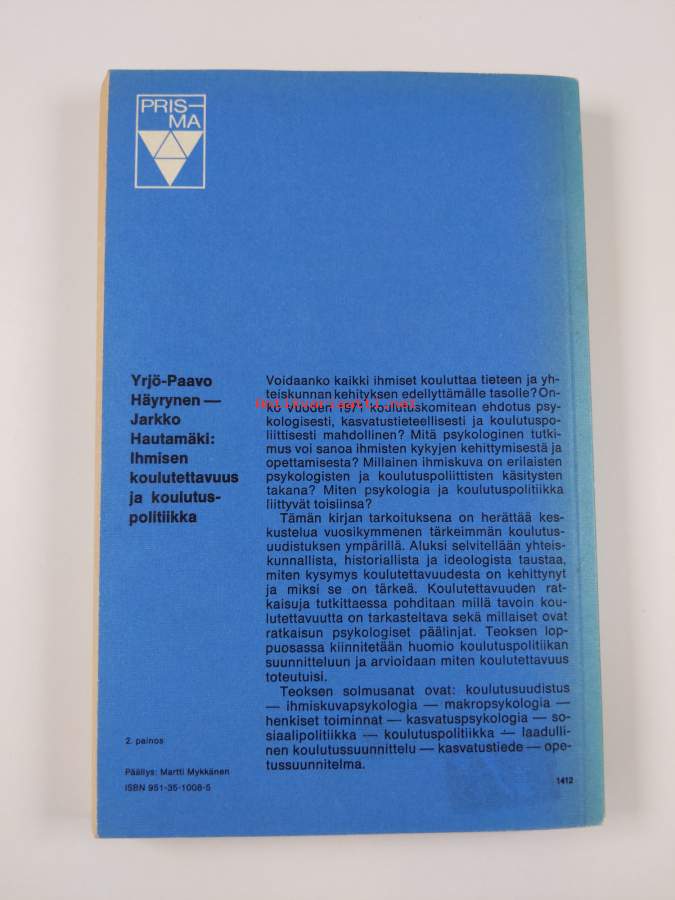 PRIS—
MA
Yrjö-Paavo
Häyrynen —
Jarkko
Hautamäki:
Ihmisen
koulutettavuus
ja koulutus-
politiikka
Voidaanko kaikki ihmiset kouluttaa tieteen ja yh-
teiskunnan kehityksen edellyttämälle tasolle? On-
ko vuoden 1971 koulutuskomitean ehdotus psy-
kologisesti, kasvatustieteellisesti ja koulutuspo-
liittisesti mahdollinen? Mitä psykologinen tutki-
mus voi sanoa ihmisten kykyjen kehittymisestä ja
opettamisesta? Millainen ihmiskuva on erilaisten
psykologisten ja koulutuspoliittisten käsitysten
takana? Miten psykologia ja koulutuspolitiikka
liittyvät toisiinsa?
Tämän kirjan tarkoituksena on herättää kes-
kustelua vuosikymmenen tärkeimmän koulutus-
uudistuksen ympärillä. Aluksi selvitellään yhteis-
kunnallista, historiallista ja ideologista taustaa,
miten kysymys koulutettavuudesta on kehittynyt
ja miksi se on tärkeä. Koulutettavuuden rat-
kaisuja tutkittaessa pohditaan millä tavoin kou-
lutettavuutta on tarkasteltava sekä millaiset ovat
ratkaisun psykologiset päälinjat. Teoksen lop-
puosassa kiinnitetään huomio koulutuspolitiikan
suunnitteluun ja arvioidaan miten koulutettavuus
toteutuisi.
Teoksen solmusanat ovat: koulutusuudistus
— ihmiskuvapsykologia — makropsykologia —
henkiset toiminnat — kasvatuspsykologia — so-
siaalipolitiikka — koulutuspolitiikka — laadulli-
nen koulutussuunnittelu — kasvatustiede — ope-
tussuunnitelma.
2. painos
Päällys: Martti Mykkänen
ISBN 951-35-1008-5
1412